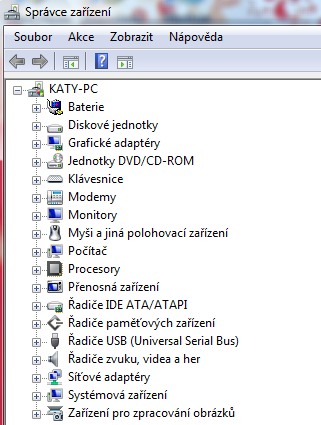 Správce zařízení
Soubor Akce Zobrazit Nápověda
KATY-PC
Baterie
Diskové jednotky
Grafické adaptéry
Jednotky DVD/CD-ROM
Klávesnice
Modemy
Monitory
Myši a jiná polohovací zařízení
Počítač
Procesory
Přenosná zařízení
Řadiče IDE ATA/ATAPI
Řadiče paměťových zařízení
Řadiče USB (Universal Serial Bus)
Řadiče zvuku, videa a her
Síťové adaptéry
Systémová zařízení
Zařízení pro zpracování obrázků